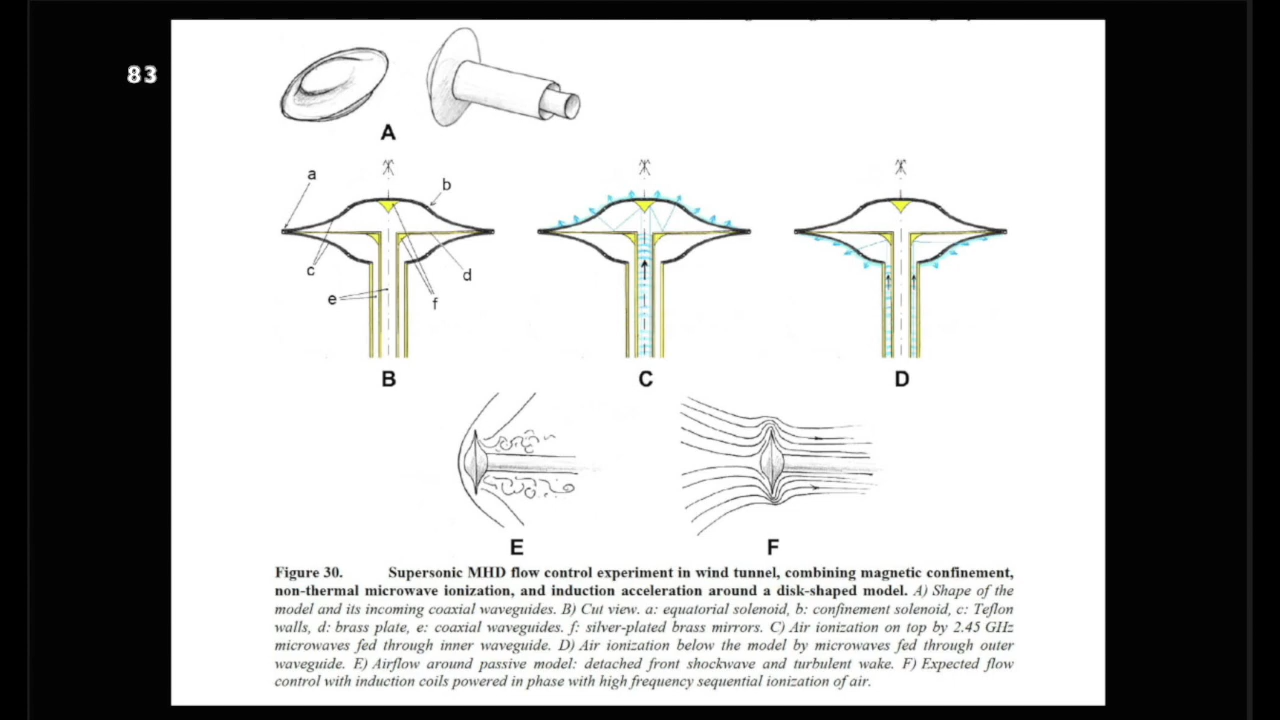 83
A
a
b
c
d
e
f
B
C
D
E
F
Figure 30. Supersonic MHD flow control experiment in wind tunnel, combining magnetic confinement,
non-thermal microwave ionization, and induction acceleration around a disk-shaped model. A) Shape of the
model and its incoming coaxial waveguides. B) Cut view. a: equatorial solenoid, b: confinement solenoid, c: Teflon
walls, d: brass plate, e: coaxial waveguides. f: silver-plated brass mirrors. C) Air ionization on top by 2.45 GHz
microwaves fed through inner waveguide. D) Air ionization below the model by microwaves fed through outer
waveguide. E) Airflow around passive model: detached front shockwave and turbulent wake. F) Expected flow
control with induction coils powered in phase with high frequency sequential ionization of air.